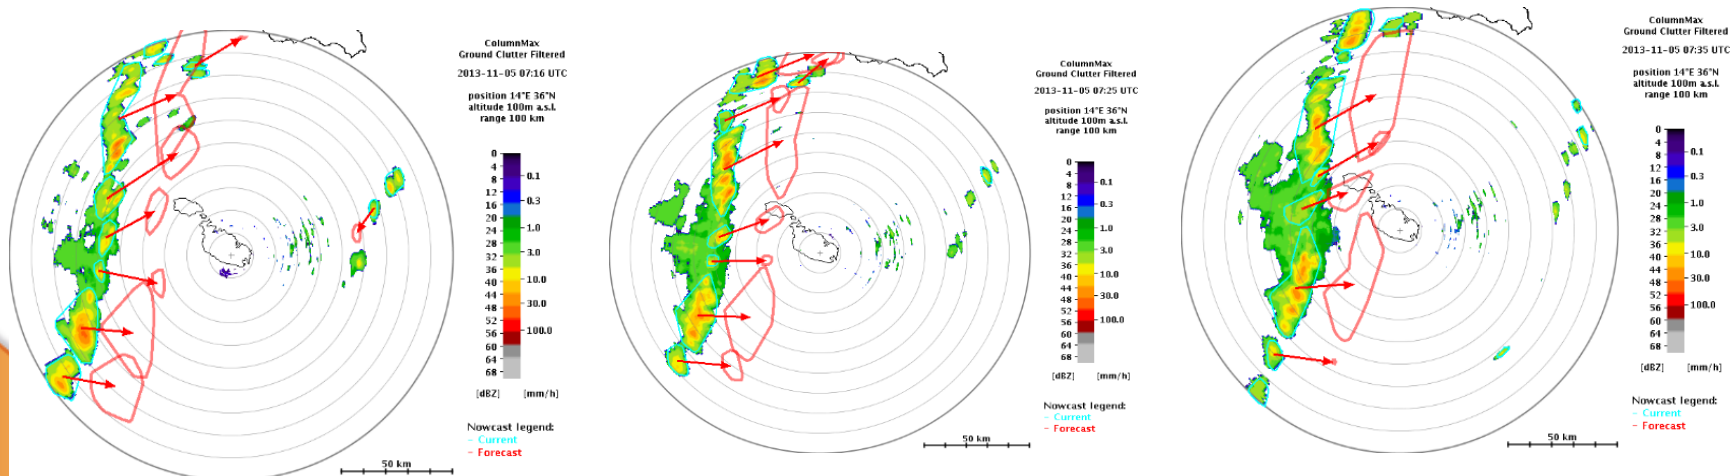 ColumnMax
Ground Clutter Filtered
2013-11-05 07:16 UTC
position 14°E 36°N
altitude 100m a.s.l.
range 100 km
0
4
8
12
16
20
24
28
32
36
40
44
48
52
56
60
64
68
0.1
0.3
1.0
3.0
10.0
30.0
100.0
[dBZ] [mm/h]
Nowcast legend:
- Current
- Forecast
50 km
ColumnMax
Ground Clutter Filtered
2013-11-05 07:25 UTC
position 14°E 36°N
altitude 100m a.s.l.
range 100 km
0
4
8
12
16
20
24
28
32
36
40
44
48
52
56
60
64
68
0.1
0.3
1.0
3.0
10.0
30.0
100.0
[dBZ] [mm/h]
Nowcast legend:
- Current
- Forecast
50 km
ColumnMax
Ground Clutter Filtered
2013-11-05 07:35 UTC
position 14°E 36°N
altitude 100m a.s.l.
range 100 km
0
4
8
12
16
20
24
28
32
36
40
44
48
52
56
60
64
68
0.1
0.3
1.0
3.0
10.0
30.0
100.0
[dBZ] [mm/h]
Nowcast legend:
- Current
- Forecast
50 km